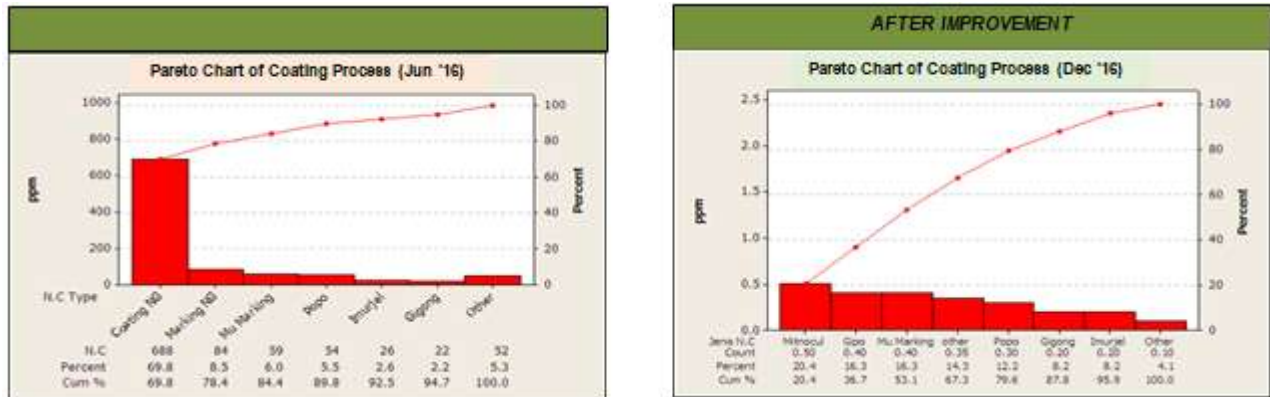 Pareto Chart of Coating Process (Jun '16)
1000
800
600
400
200
0
ppm
100
80
60
40
20
0
Percent
N.C Type
Coating NG
Marking NG
Mu Marking
Popo
Imurjel
Gigong
Other
N.C 688 84 59 54 26 22 52
Percent 69.8 8.5 6.0 5.5 2.6 2.2 5.3
Cum % 69.8 78.4 84.4 89.8 92.5 94.7 100.0
AFTER IMPROVEMENT
Pareto Chart of Coating Process (Dec '16)
2.5
2.0
1.5
1.0
0.5
0.0
ppm
100
80
60
40
20
0
Percent
Jena N.C Gipo Mu Marking other Popo Gigong Imurjel Other
Count 0.50 0.40 0.40 0.35 0.30 0.20 0.20 0.10
Percent 20.4 16.3 16.3 14.3 12.2 8.2 8.2 4.1
Cum % 20.4 36.7 53.1 67.3 79.6 87.8 95.9 100.0